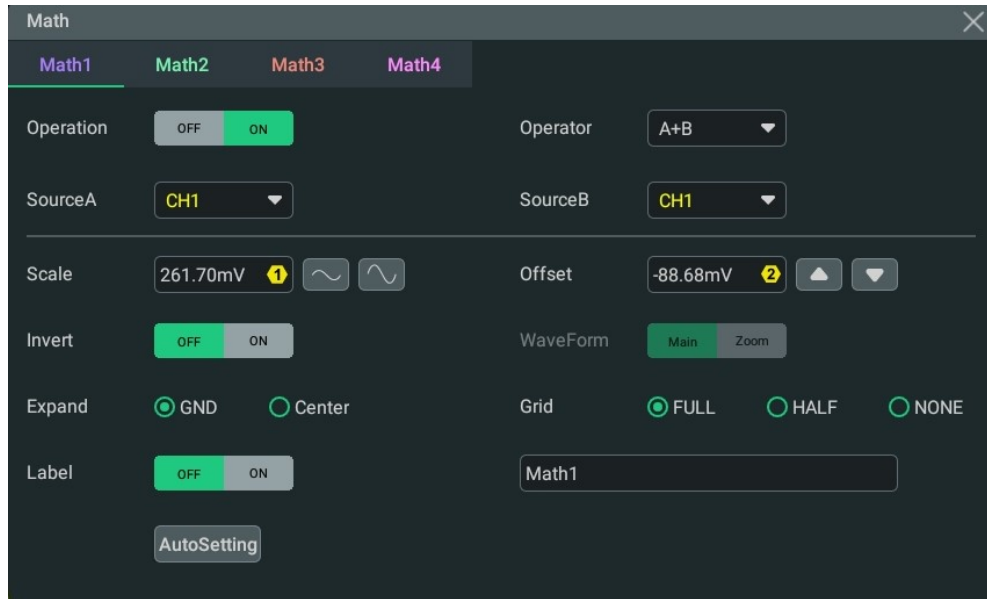 Math
Math1 Math2 Math3 Math4
Operation OFF ON Operator A+B
SourceA CH1 SourceB CH1
Scale 261.70mV 1 Offset -88.68mV 2
Invert OFF ON WaveForm Main Zoom
Expand GND Center Grid FULL HALF NONE
Label OFF ON Math1
AutoSetting